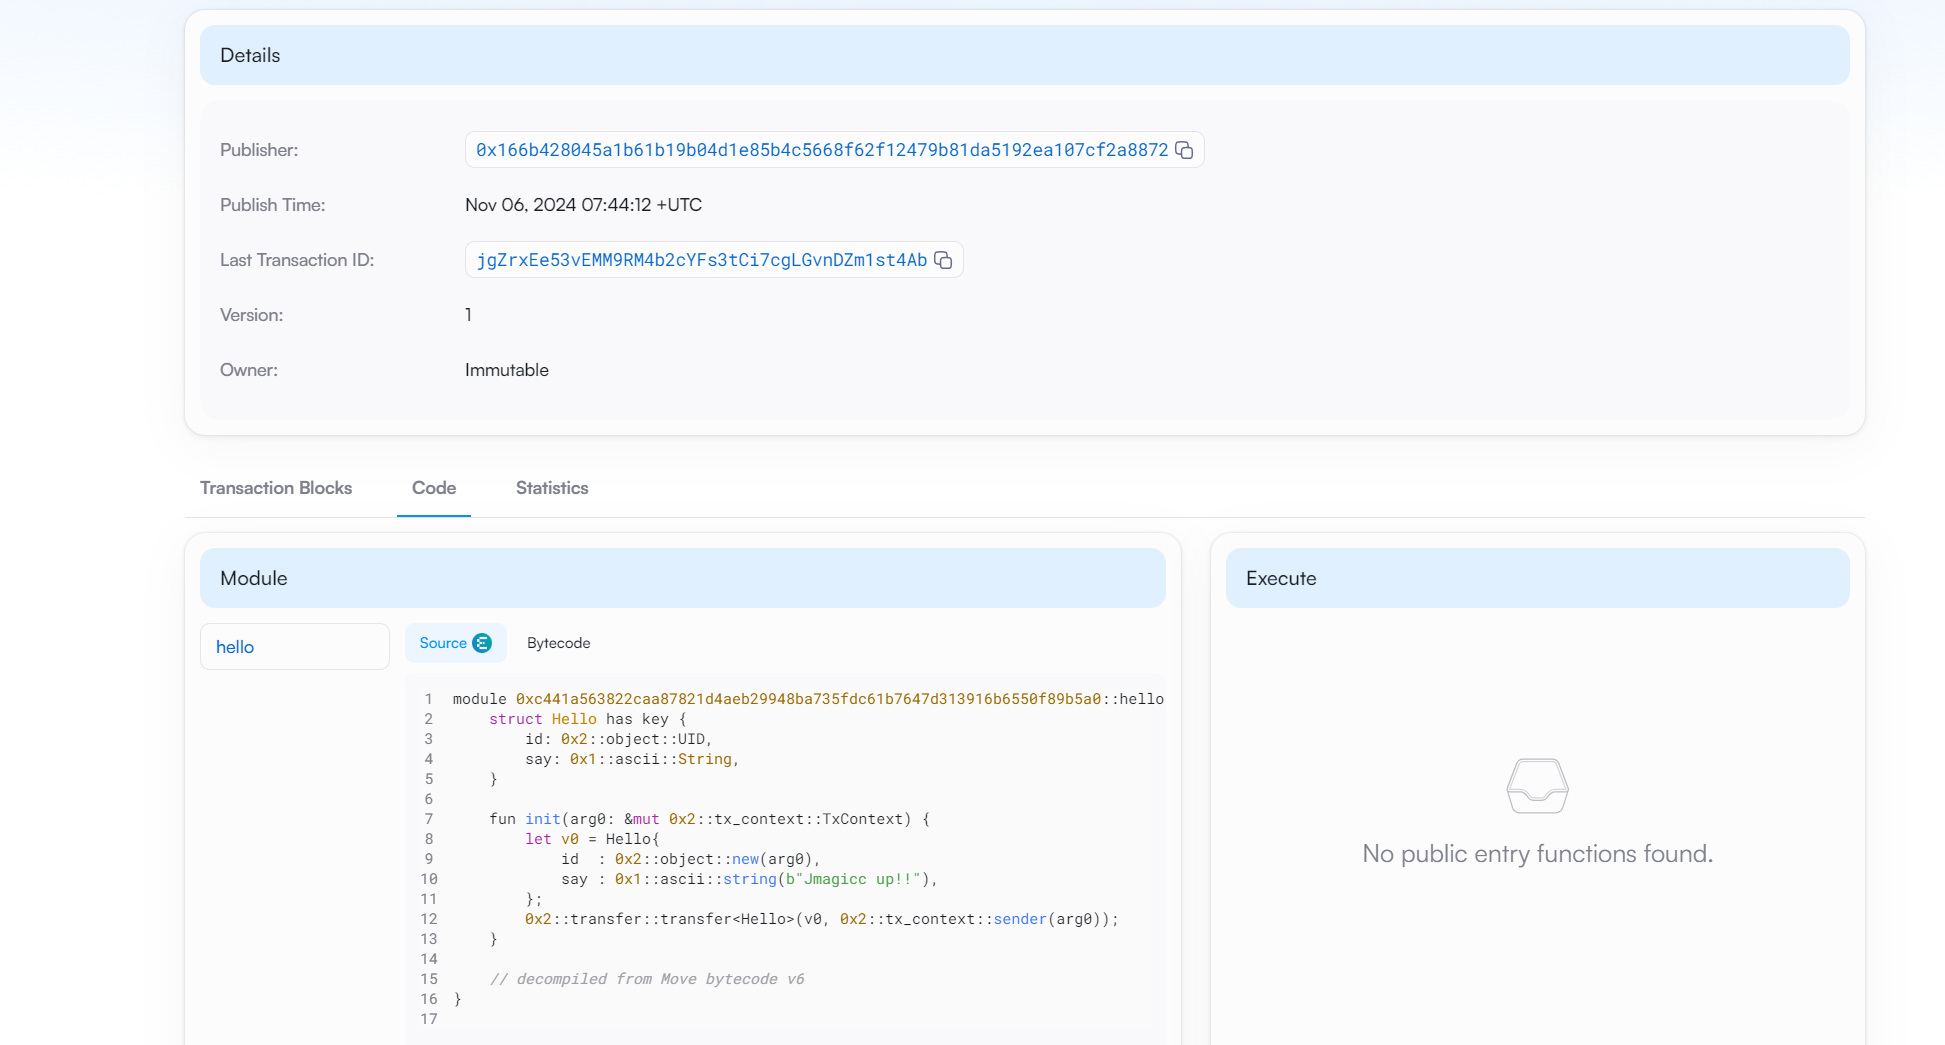 Details
Publisher: 0x166b428045a1b61b19b04d1e85b4c5668f62f12479b81da5192ea107cf2a8872
Publish Time: Nov 06, 2024 07:44:12 +UTC
Last Transaction ID: jgZrxEe53vEMM9RM4b2cYFs3tCi7cgLGvnDZm1st4Ab
Version: 1
Owner: Immutable
Transaction Blocks Code Statistics
Module
hello
Source Bytecode
1 module 0xc441a563822caa87821d4aeb29948ba735fdc61b7647d313916b6550f89b5a0::hello
2     struct Hello has key {
3         id: 0x2::object::UID,
4         say: 0x1::ascii::String,
5     }
6
7     fun init(arg0: &mut 0x2::tx_context::TxContext) {
8         let v0 = Hello{
9             id  : 0x2::object::new(arg0),
10             say : 0x1::ascii::string(b"Jmagicc up!!"),
11         };
12         0x2::transfer::transfer<Hello>(v0, 0x2::tx_context::sender(arg0));
13     }
14
15     // decompiled from Move bytecode v6
16 }
17
Execute
No public entry functions found.